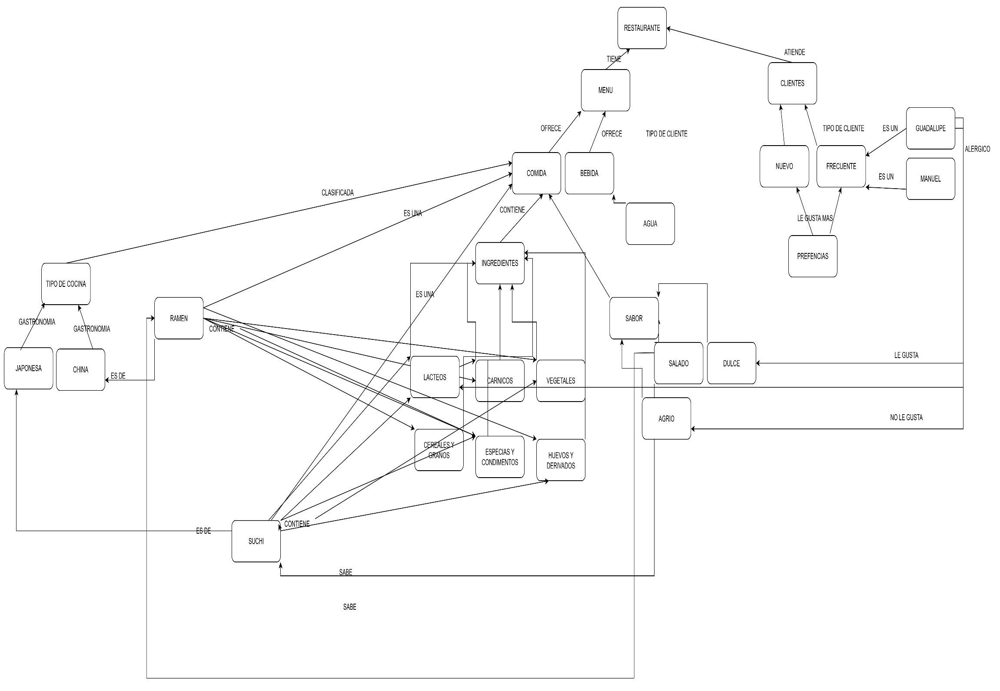 RESTAURANTE
ATIENDE
TIENE
CLIENTES
MENU
OFRECE
OFRECE
TIPO DE CLIENTE
TIPO DE CLIENTE
ES UN
GUADALUPE
ALERGICO
NUEVO
FRECUENTE
COMIDA
BEBIDA
ES UN
MANUEL
CLASIFICADA
ES UNA
CONTIENE
LE GUSTA MAS
AGUA
PREFENCIAS
INGREDIENTES
TIPO DE COCINA
ES UNA
RAMEN
SABOR
GASTRONOMIA
GASTRONOMIA
CONTIENE
LE GUSTA
SALADO
DULCE
JAPONESA
CHINA
ES DE
LACTEOS
CARNICOS
VEGETALES
AGRIO
NO LE GUSTA
CEREALES Y
GRANOS
ESPECIAS Y
CONDIMENTOS
HUEVOS Y
DERIVADOS
CONTIENE
ES DE
SUCHI
SABE
SABE